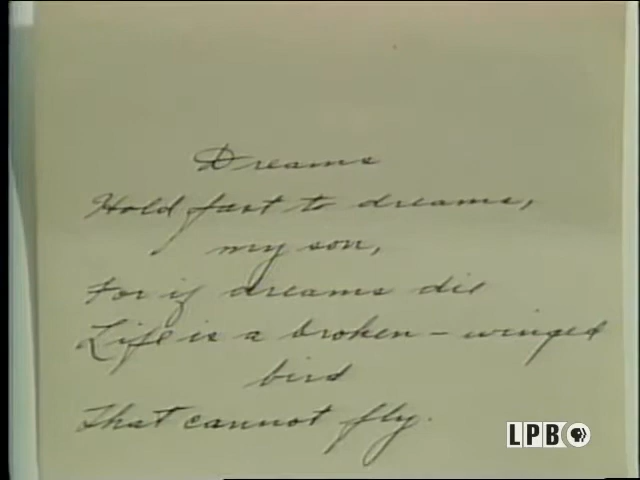 Dreams
Hold fast to dreams,
my son,
For if dreams die
Life is a broken-winged
bird
That cannot fly.
LPB